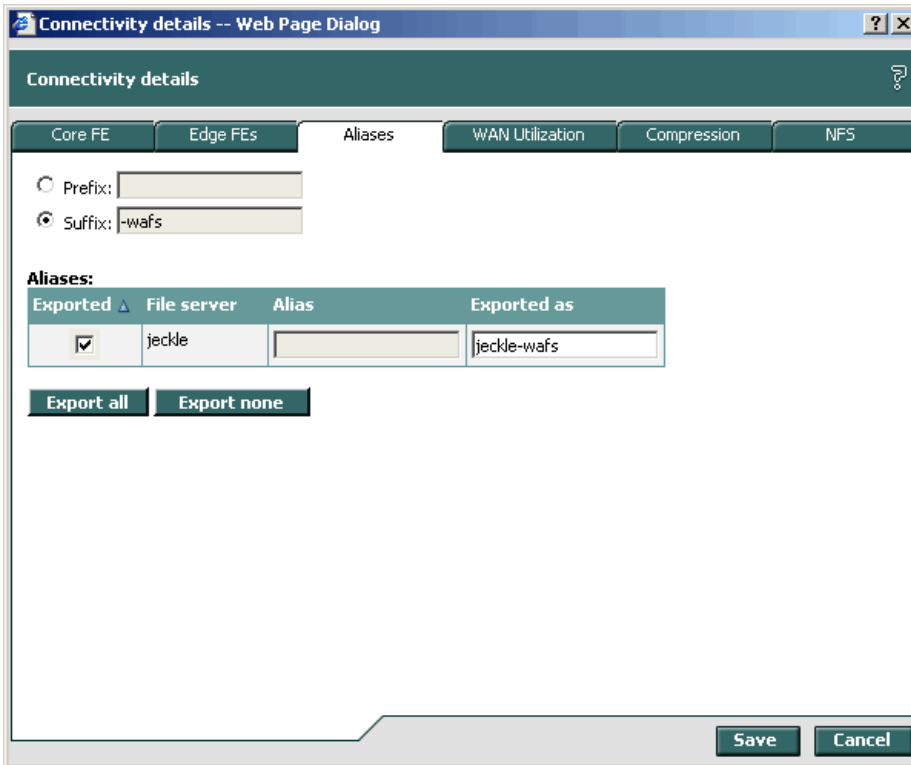 Connectivity details -- Web Page Dialog
Connectivity details
Core FE Edge FEs Aliases WAN Utilization Compression NFS
Prefix:
Suffix: -wafs
Aliases:
Exported File server Alias Exported as
jeckle jeckle-wafs
Export all Export none
Save Cancel